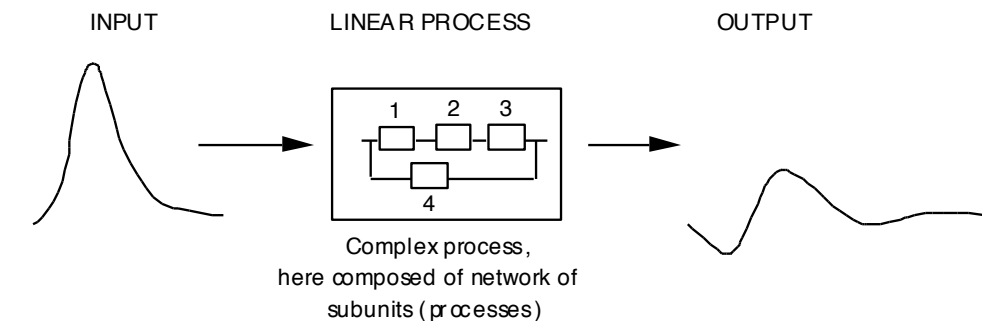 INPUT
LINEAR PROCESS
OUTPUT
1 2 3
4
Complex process,
here composed of network of
subunits (processes)